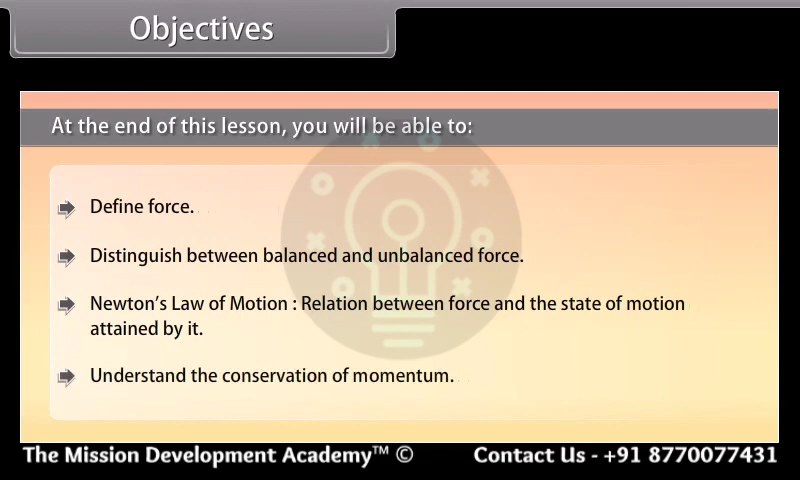 Objectives
At the end of this lesson, you will be able to:
Define force.
Distinguish between balanced and unbalanced force.
Newton's Law of Motion : Relation between force and the state of motion
attained by it.
Understand the conservation of momentum.
The Mission Development Academy™ © Contact Us - +91 8770077431